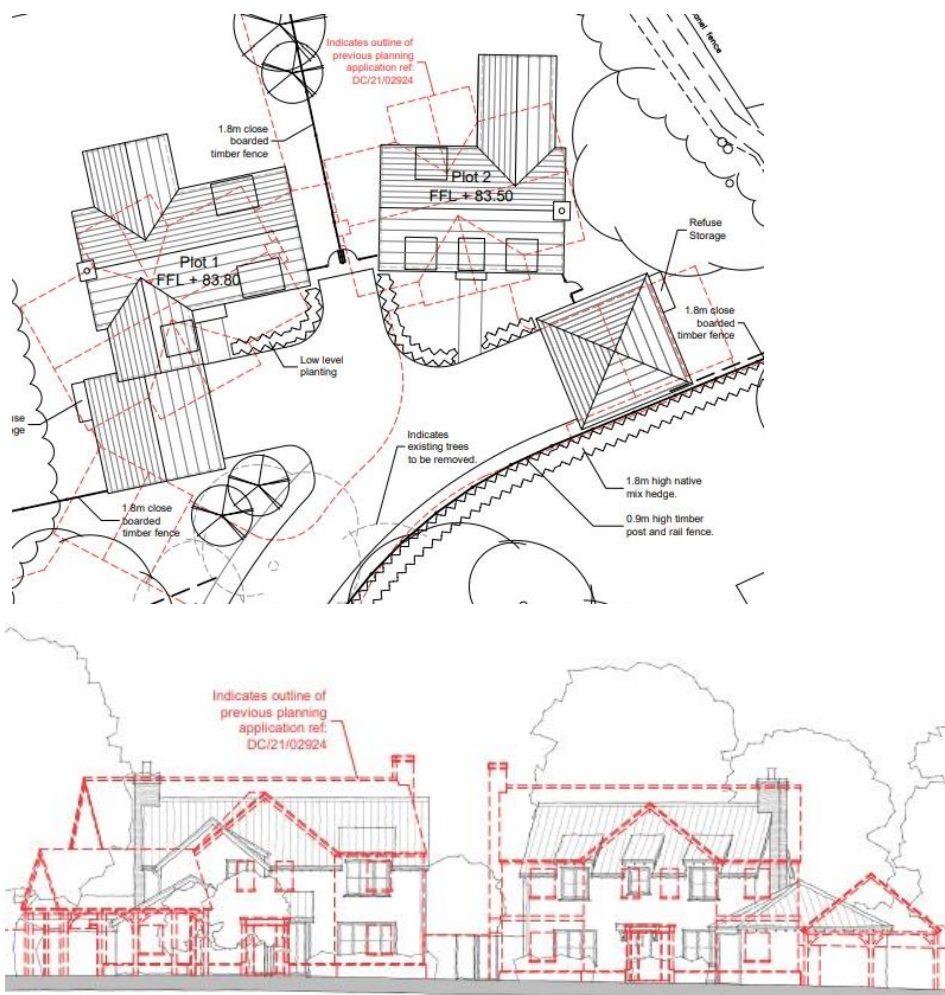 Indicates outline of
previous planning
application ref:
DC/21/02924
nel fence
1.8m close
boarded
timber fence
Plot 2
FFL + 83.50
Refuse
Storage
Plot 1
FFL + 83.80
1.8m close
boarded
timber fence
Low level
planting
Indicates
existing trees
to be removed.
1.8m high native
mix hedge.
0.9m high timber
post and rail fence.
1.8m close
boarded
timber fence
Indicates outline of
previous planning
application ref:
DC/21/02924